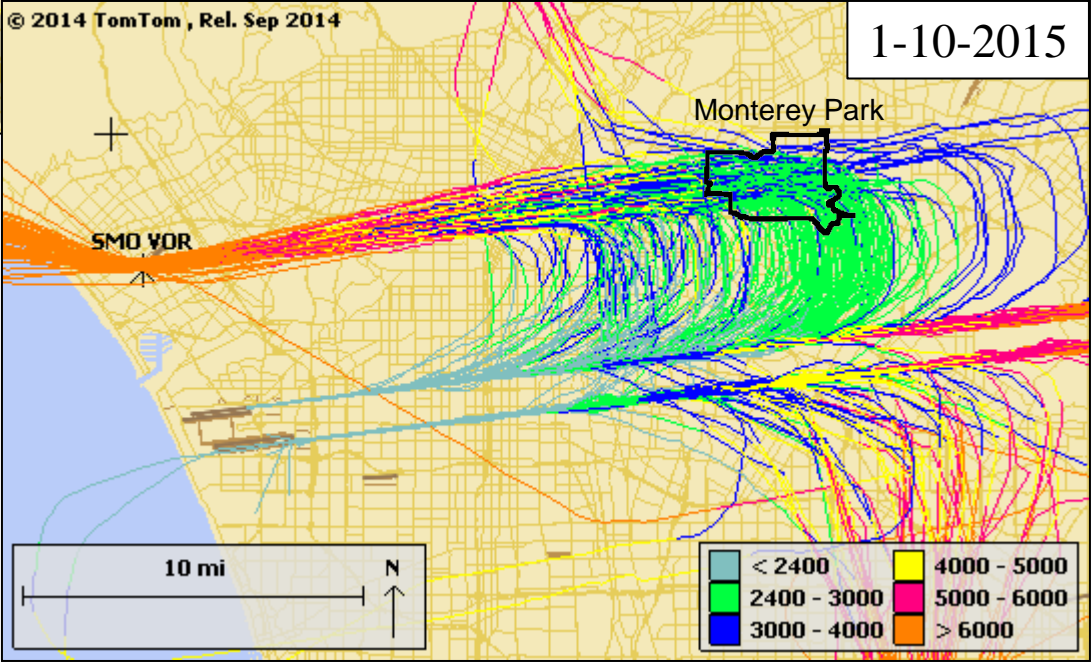 © 2014 TomTom , Rel. Sep 2014
1-10-2015
Monterey Park
SMO VOR
10 mi
N
< 2400
2400 - 3000
3000 - 4000
4000 - 5000
5000 - 6000
> 6000